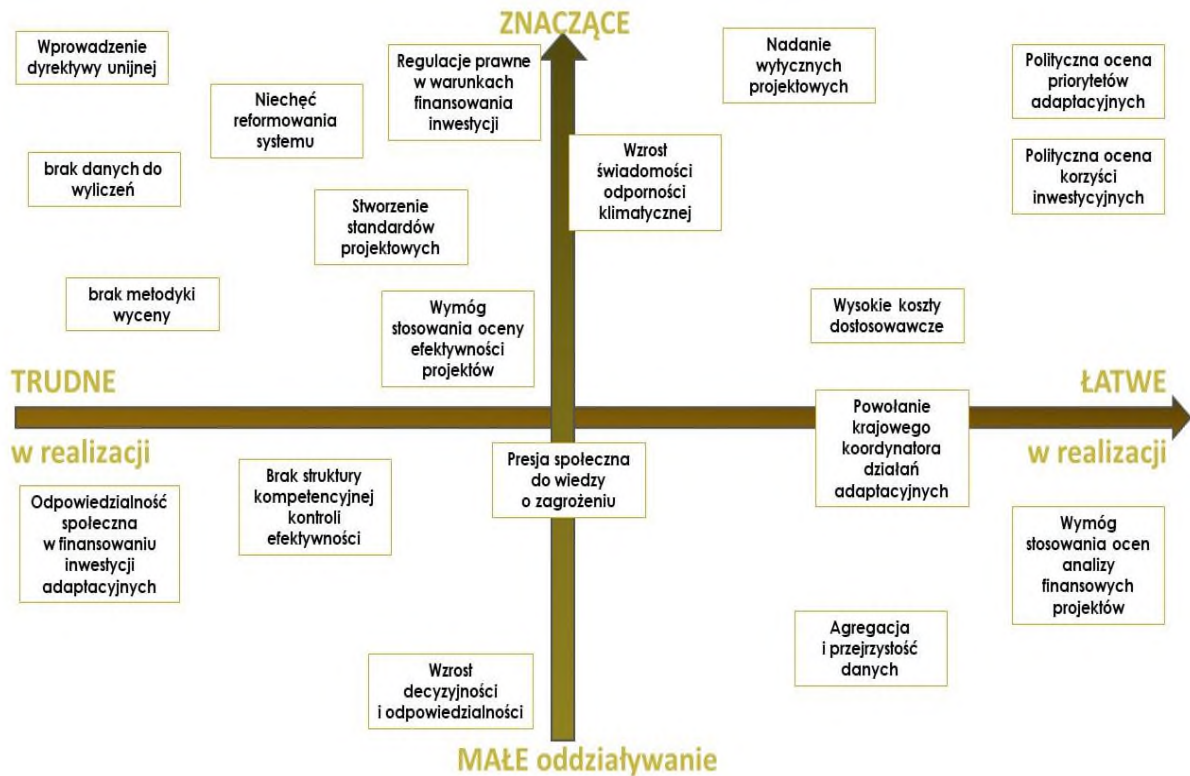 ZNACZĄCE
Wprowadzenie
dyrektywy unijnej
Regulacje prawne
w warunkach
finansowania
inwestycji
Nadanie
wytycznych
projektowych
Polityczna ocena
priorytetów
adaptacyjnych
Niechęć
reformowania
systemu
Wzrost
świadomości
odporności
klimatycznej
Polityczna ocena
korzyści
inwestycyjnych
brak danych do
wyliczeń
Stworzenie
standardów
projektowych
brak metodyki
wyceny
Wymóg
stosowania oceny
efektywności
projektów
Wysokie koszty
dostosowawcze
TRUDNE
w realizacji
ŁATWE
w realizacji
Powołanie
krajowego
koordynatora
działań
adaptacyjnych
Presja społeczna
do wiedzy
o zagrożeniu
Brak struktury
kompetencyjnej
kontroli
efektywności
Odpowiedzialność
społeczna
w finansowaniu
inwestycji
adaptacyjnych
Wymóg
stosowania ocen
analizy
finansowych
projektów
Agregacja
i przejrzystość
danych
Wzrost
decyzyjności
i odpowiedzialności
MAŁE oddziaływanie